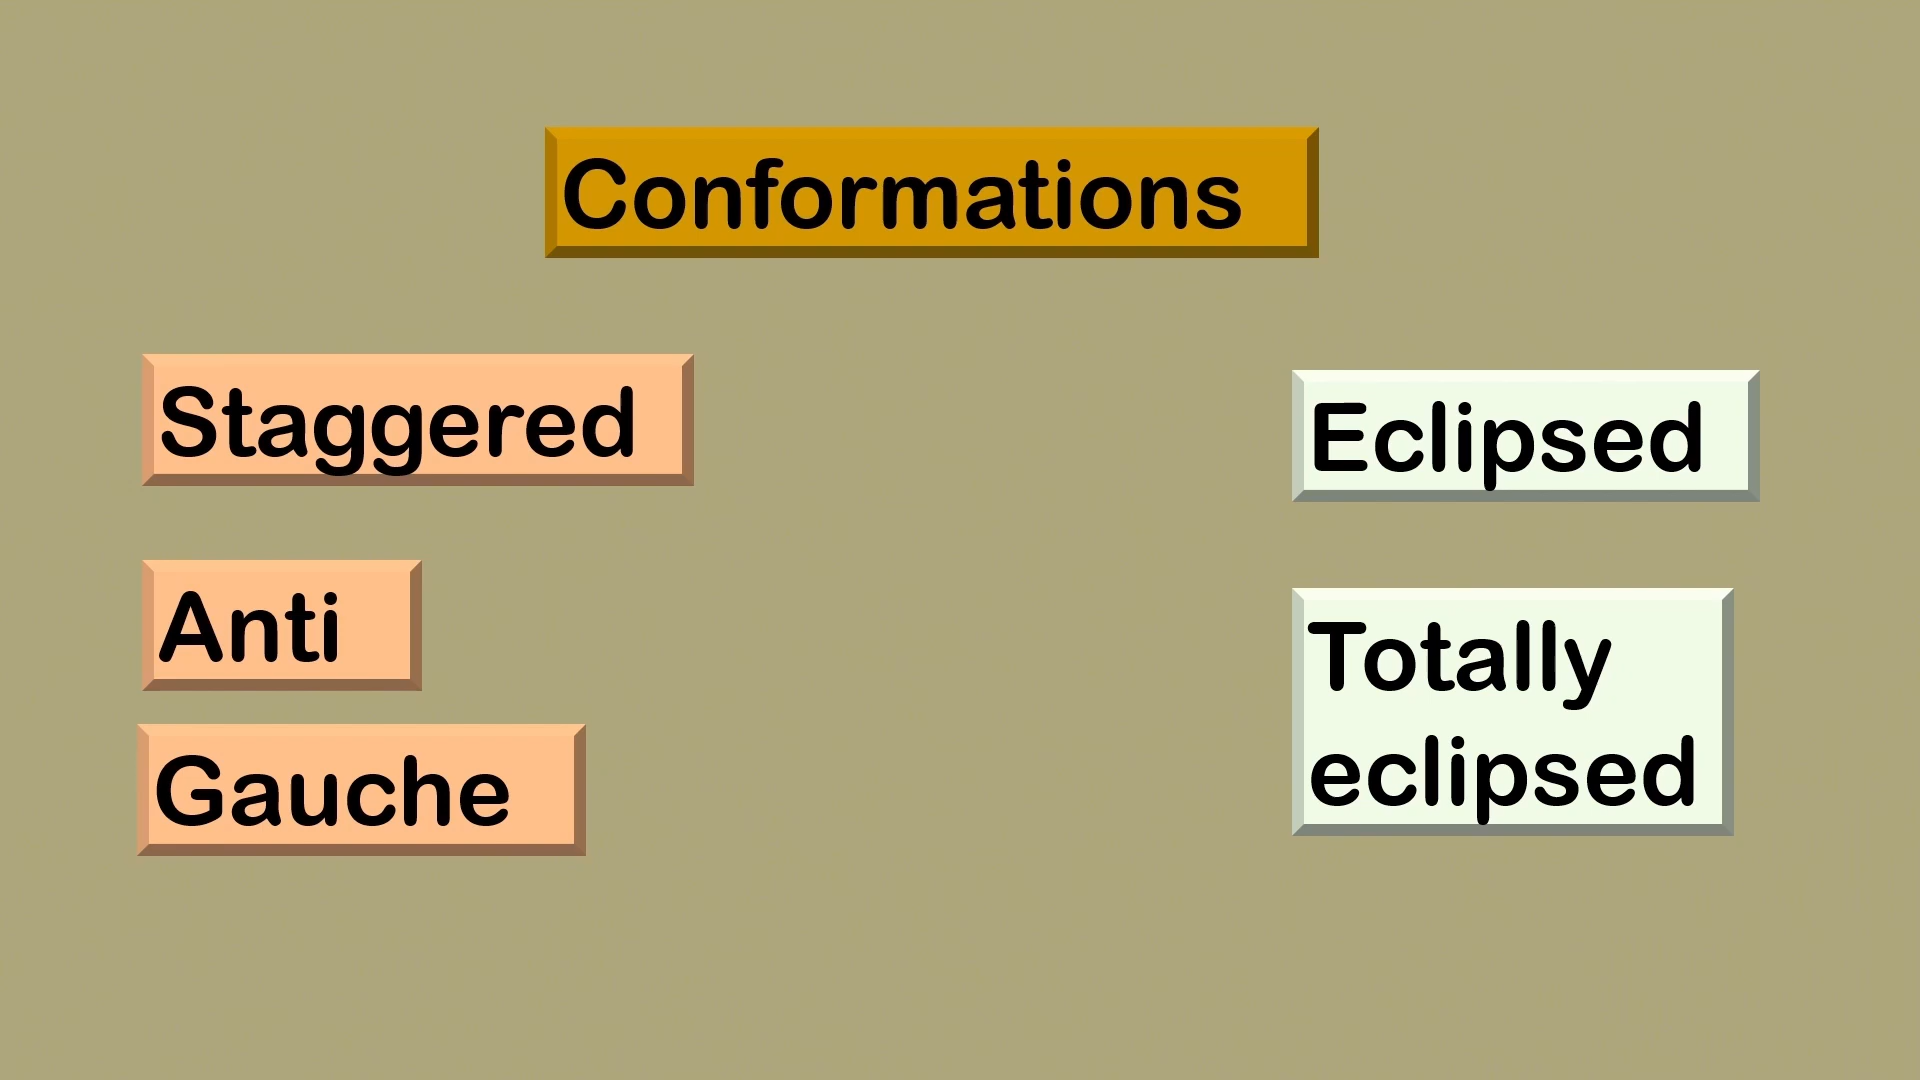 Conformations
Staggered
Eclipsed
Anti
Gauche
Totally
eclipsed